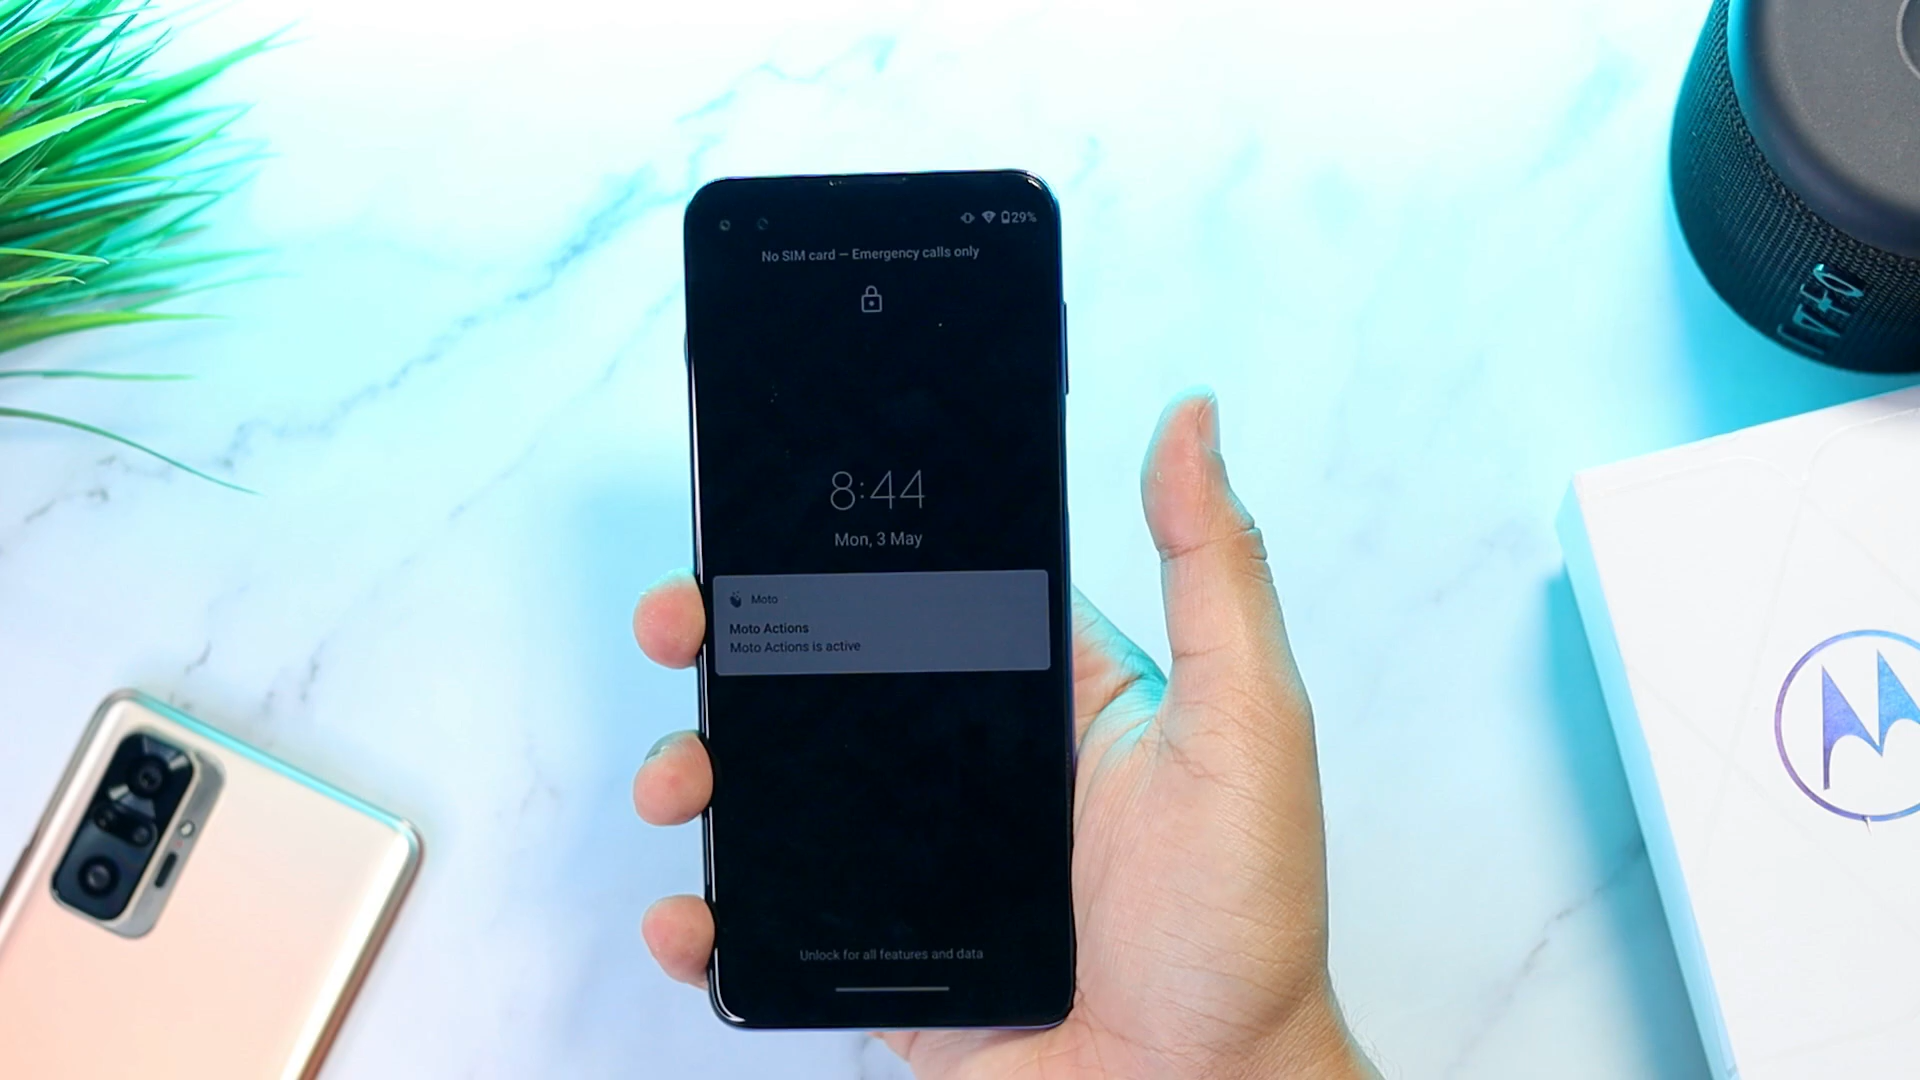 29%
No SIM card — Emergency calls only
8:44
Mon, 3 May
Moto
Moto Actions
Moto Actions is active
Unlock for all features and data